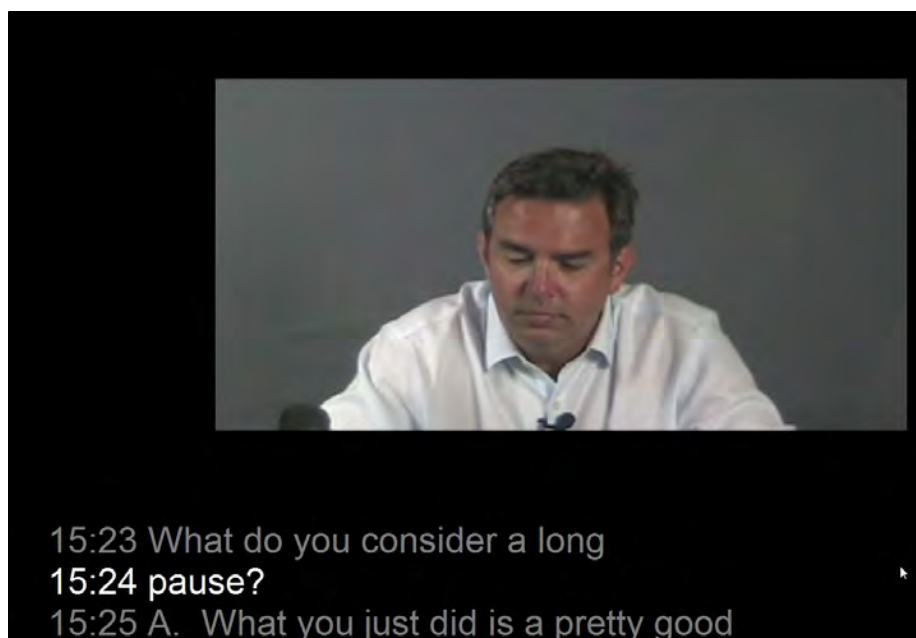 15:23 What do you consider a long
15:24 pause?
15:25 A. What you just did is a pretty good